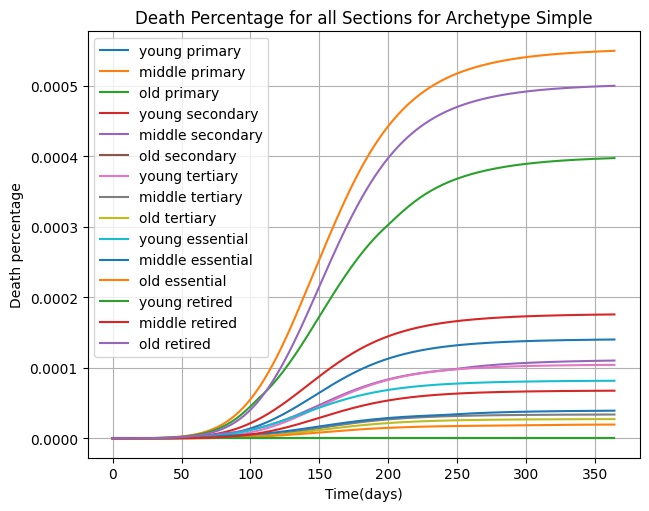 Death Percentage for all Sections for Archetype Simple
young primary
middle primary
old primary
young secondary
middle secondary
old secondary
young tertiary
middle tertiary
old tertiary
young essential
middle essential
old essential
young retired
middle retired
old retired
0.0005
0.0004
0.0003
0.0002
0.0001
0.0000
Death percentage
0 50 100 150 200 250 300 350
Time(days)